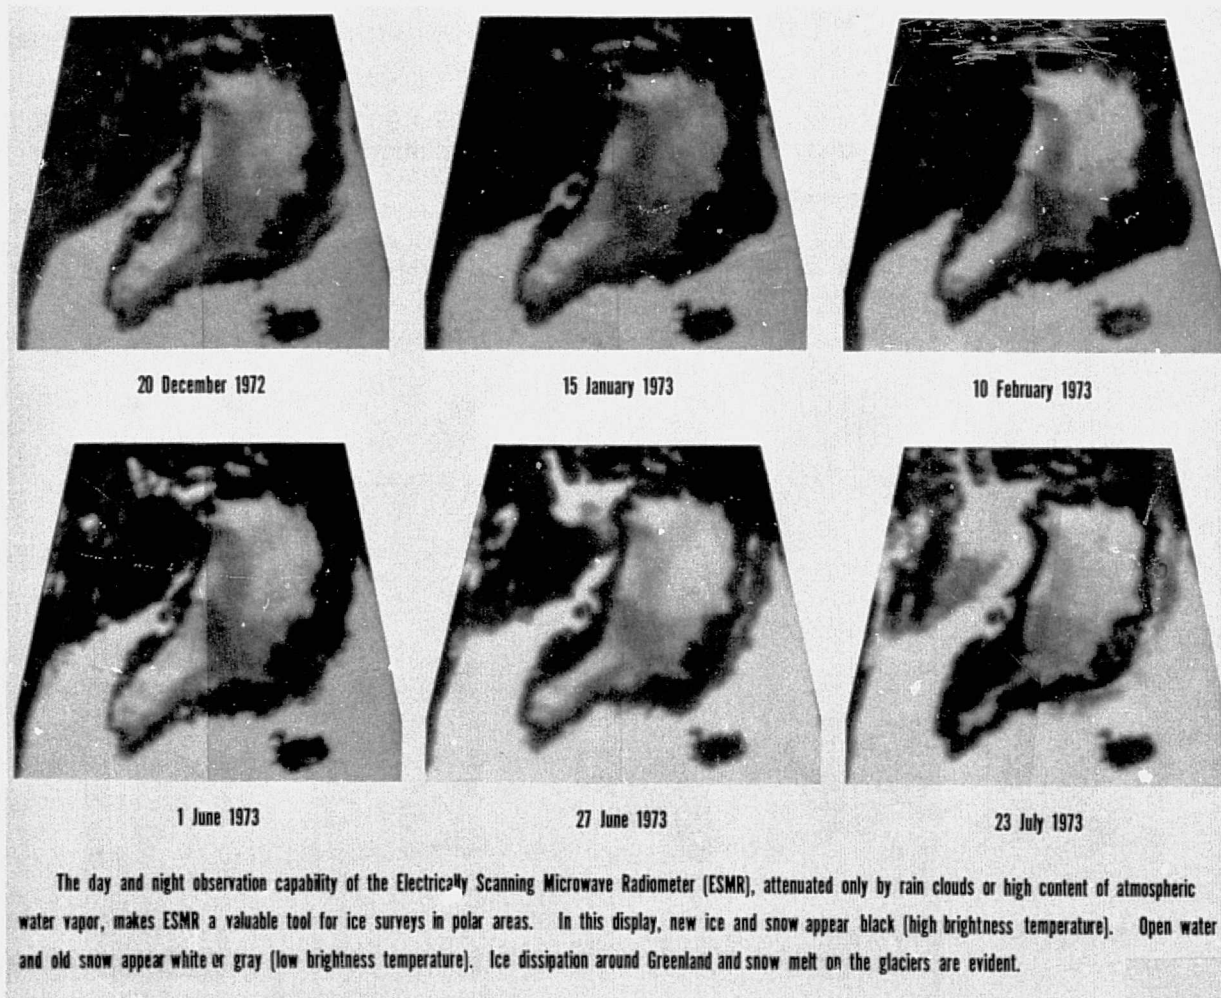 20 December 1972
15 January 1973
10 February 1973
1 June 1973
27 June 1973
23 July 1973
The day and night observation capability of the Electrically Scanning Microwave Radiometer (ESMR), attenuated only by rain clouds or high content of atmospheric
water vapor, makes ESMR a valuable tool for ice surveys in polar areas. In this display, new ice and snow appear black (high brightness temperature). Open water
and old snow appear white or gray (low brightness temperature). Ice dissipation around Greenland and snow melt on the glaciers are evident.